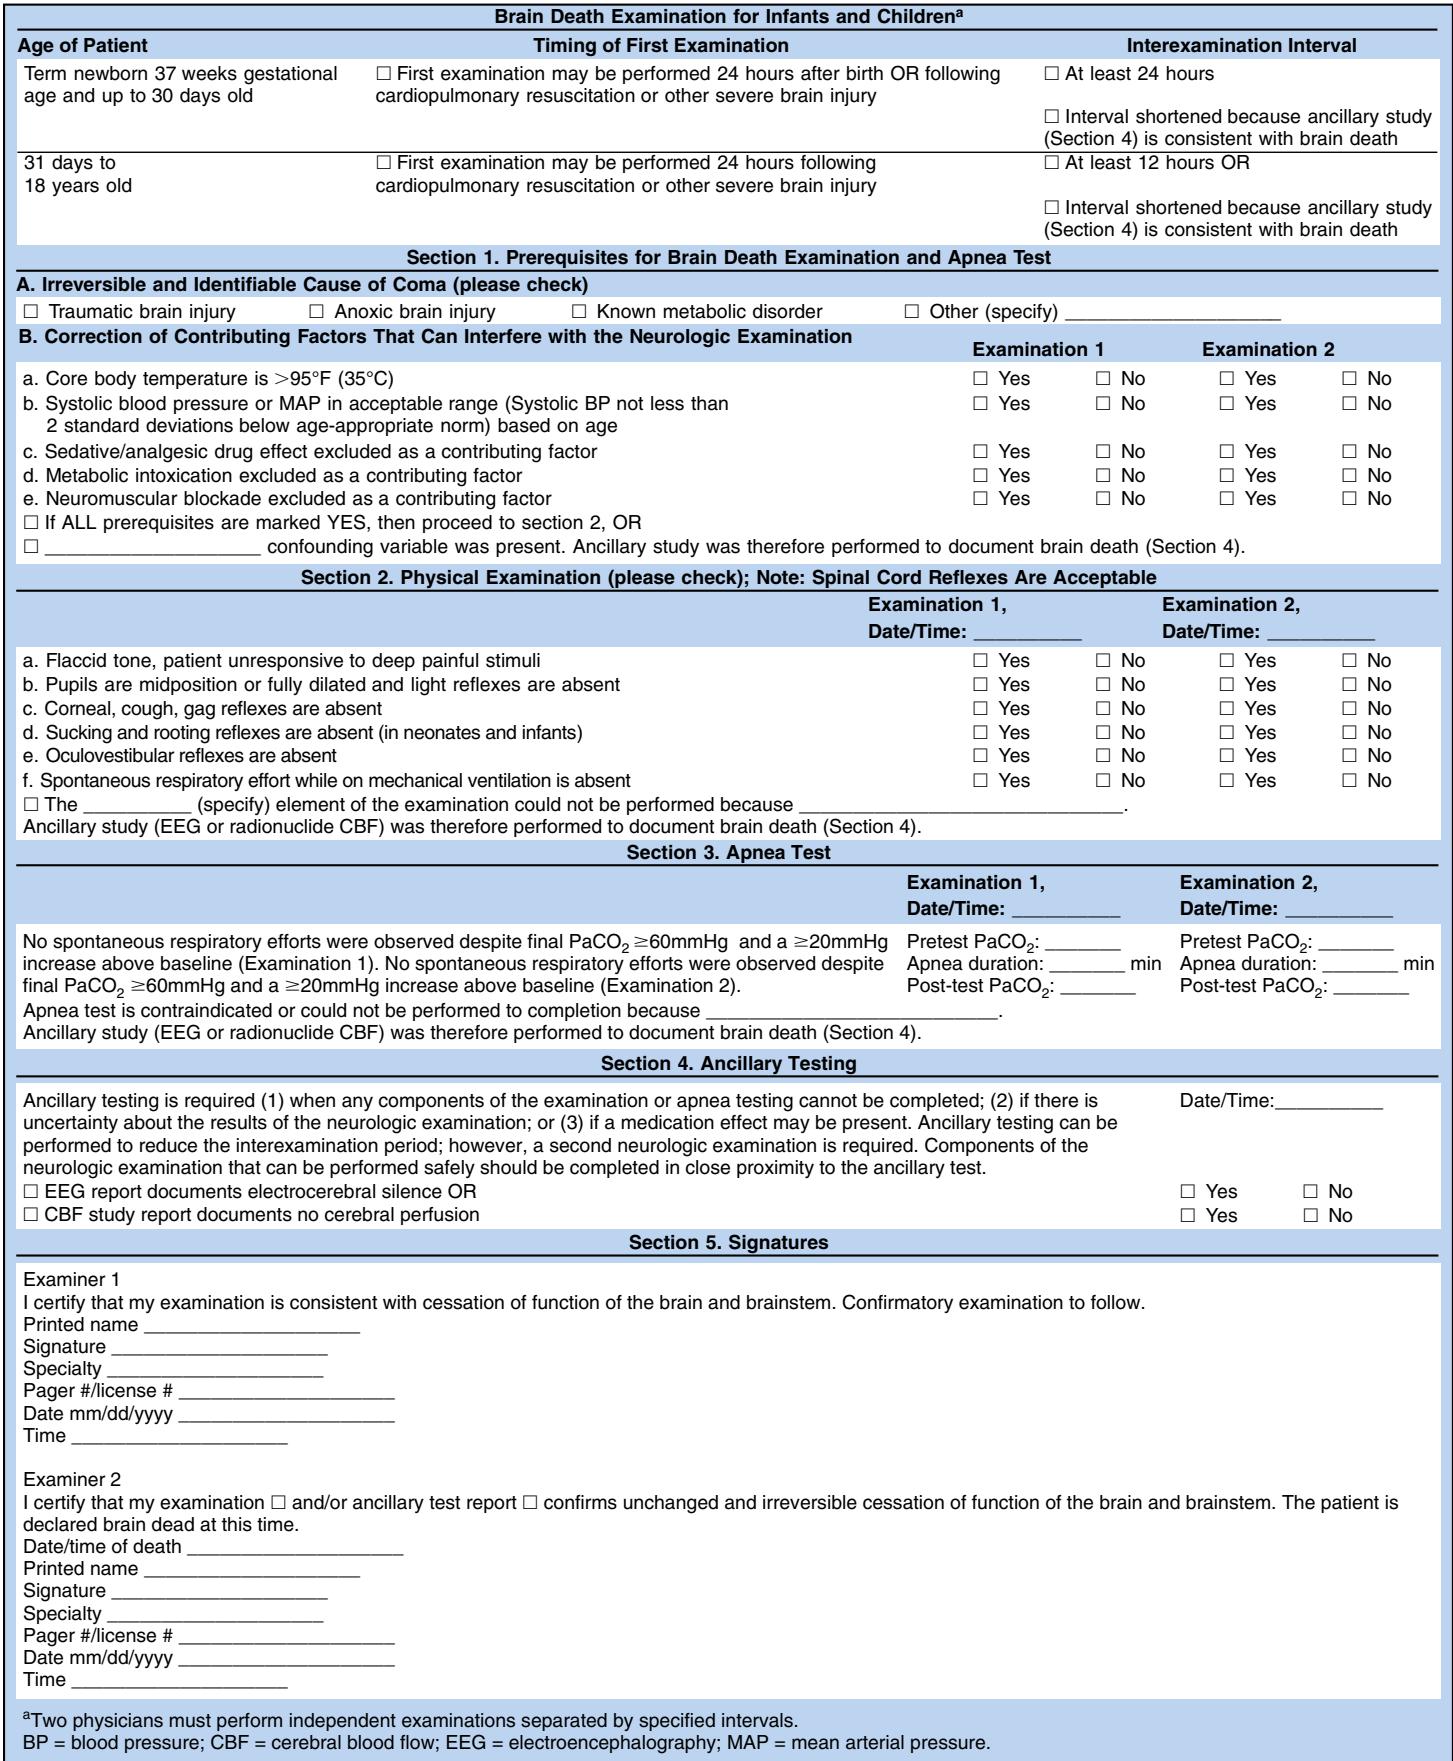 Brain Death Examination for Infants and Childrenᵃ
Age of Patient Timing of First Examination Interexamination Interval
Term newborn 37 weeks gestational ☐ First examination may be performed 24 hours after birth OR following ☐ At least 24 hours
age and up to 30 days old cardiopulmonary resuscitation or other severe brain injury
☐ Interval shortened because ancillary study
(Section 4) is consistent with brain death
31 days to ☐ First examination may be performed 24 hours following ☐ At least 12 hours OR
18 years old cardiopulmonary resuscitation or other severe brain injury
☐ Interval shortened because ancillary study
(Section 4) is consistent with brain death
Section 1. Prerequisites for Brain Death Examination and Apnea Test
A. Irreversible and Identifiable Cause of Coma (please check)
☐ Traumatic brain injury ☐ Anoxic brain injury ☐ Known metabolic disorder ☐ Other (specify) ____________________
B. Correction of Contributing Factors That Can Interfere with the Neurologic Examination
Examination 1 Examination 2
a. Core body temperature is >95°F (35°C) ☐ Yes ☐ No ☐ Yes ☐ No
b. Systolic blood pressure or MAP in acceptable range (Systolic BP not less than ☐ Yes ☐ No ☐ Yes ☐ No
2 standard deviations below age-appropriate norm) based on age
c. Sedative/analgesic drug effect excluded as a contributing factor ☐ Yes ☐ No ☐ Yes ☐ No
d. Metabolic intoxication excluded as a contributing factor ☐ Yes ☐ No ☐ Yes ☐ No
e. Neuromuscular blockade excluded as a contributing factor ☐ Yes ☐ No ☐ Yes ☐ No
☐ If ALL prerequisites are marked YES, then proceed to section 2, OR
☐ ____________________ confounding variable was present. Ancillary study was therefore performed to document brain death (Section 4).
Section 2. Physical Examination (please check); Note: Spinal Cord Reflexes Are Acceptable
Examination 1, Examination 2,
Date/Time: __________ Date/Time: __________
a. Flaccid tone, patient unresponsive to deep painful stimuli ☐ Yes ☐ No ☐ Yes ☐ No
b. Pupils are midposition or fully dilated and light reflexes are absent ☐ Yes ☐ No ☐ Yes ☐ No
c. Corneal, cough, gag reflexes are absent ☐ Yes ☐ No ☐ Yes ☐ No
d. Sucking and rooting reflexes are absent (in neonates and infants) ☐ Yes ☐ No ☐ Yes ☐ No
e. Oculovestibular reflexes are absent ☐ Yes ☐ No ☐ Yes ☐ No
f. Spontaneous respiratory effort while on mechanical ventilation is absent ☐ Yes ☐ No ☐ Yes ☐ No
☐ The __________ (specify) element of the examination could not be performed because ______________________________.
Ancillary study (EEG or radionuclide CBF) was therefore performed to document brain death (Section 4).
Section 3. Apnea Test
Examination 1, Examination 2,
Date/Time: __________ Date/Time: __________
No spontaneous respiratory efforts were observed despite final PaCO₂ ≥60mmHg and a ≥20mmHg Pretest PaCO₂: _______ Pretest PaCO₂: _______
increase above baseline (Examination 1). No spontaneous respiratory efforts were observed despite Apnea duration: _______ min Apnea duration: _______ min
final PaCO₂ ≥60mmHg and a ≥20mmHg increase above baseline (Examination 2). Post-test PaCO₂: _______ Post-test PaCO₂: _______
Apnea test is contraindicated or could not be performed to completion because ___________________________.
Ancillary study (EEG or radionuclide CBF) was therefore performed to document brain death (Section 4).
Section 4. Ancillary Testing
Ancillary testing is required (1) when any components of the examination or apnea testing cannot be completed; (2) if there is Date/Time:__________
uncertainty about the results of the neurologic examination; or (3) if a medication effect may be present. Ancillary testing can be
performed to reduce the interexamination period; however, a second neurologic examination is required. Components of the
neurologic examination that can be performed safely should be completed in close proximity to the ancillary test.
☐ EEG report documents electrocerebral silence OR ☐ Yes ☐ No
☐ CBF study report documents no cerebral perfusion ☐ Yes ☐ No
Section 5. Signatures
Examiner 1
I certify that my examination is consistent with cessation of function of the brain and brainstem. Confirmatory examination to follow.
Printed name ____________________
Signature ____________________
Specialty ____________________
Pager #/license # ____________________
Date mm/dd/yyyy ____________________
Time ____________________
Examiner 2
I certify that my examination ☐ and/or ancillary test report ☐ confirms unchanged and irreversible cessation of function of the brain and brainstem. The patient is
declared brain dead at this time.
Date/time of death ____________________
Printed name ____________________
Signature ____________________
Specialty ____________________
Pager #/license # ____________________
Date mm/dd/yyyy ____________________
Time ____________________
ᵃTwo physicians must perform independent examinations separated by specified intervals.
BP = blood pressure; CBF = cerebral blood flow; EEG = electroencephalography; MAP = mean arterial pressure.